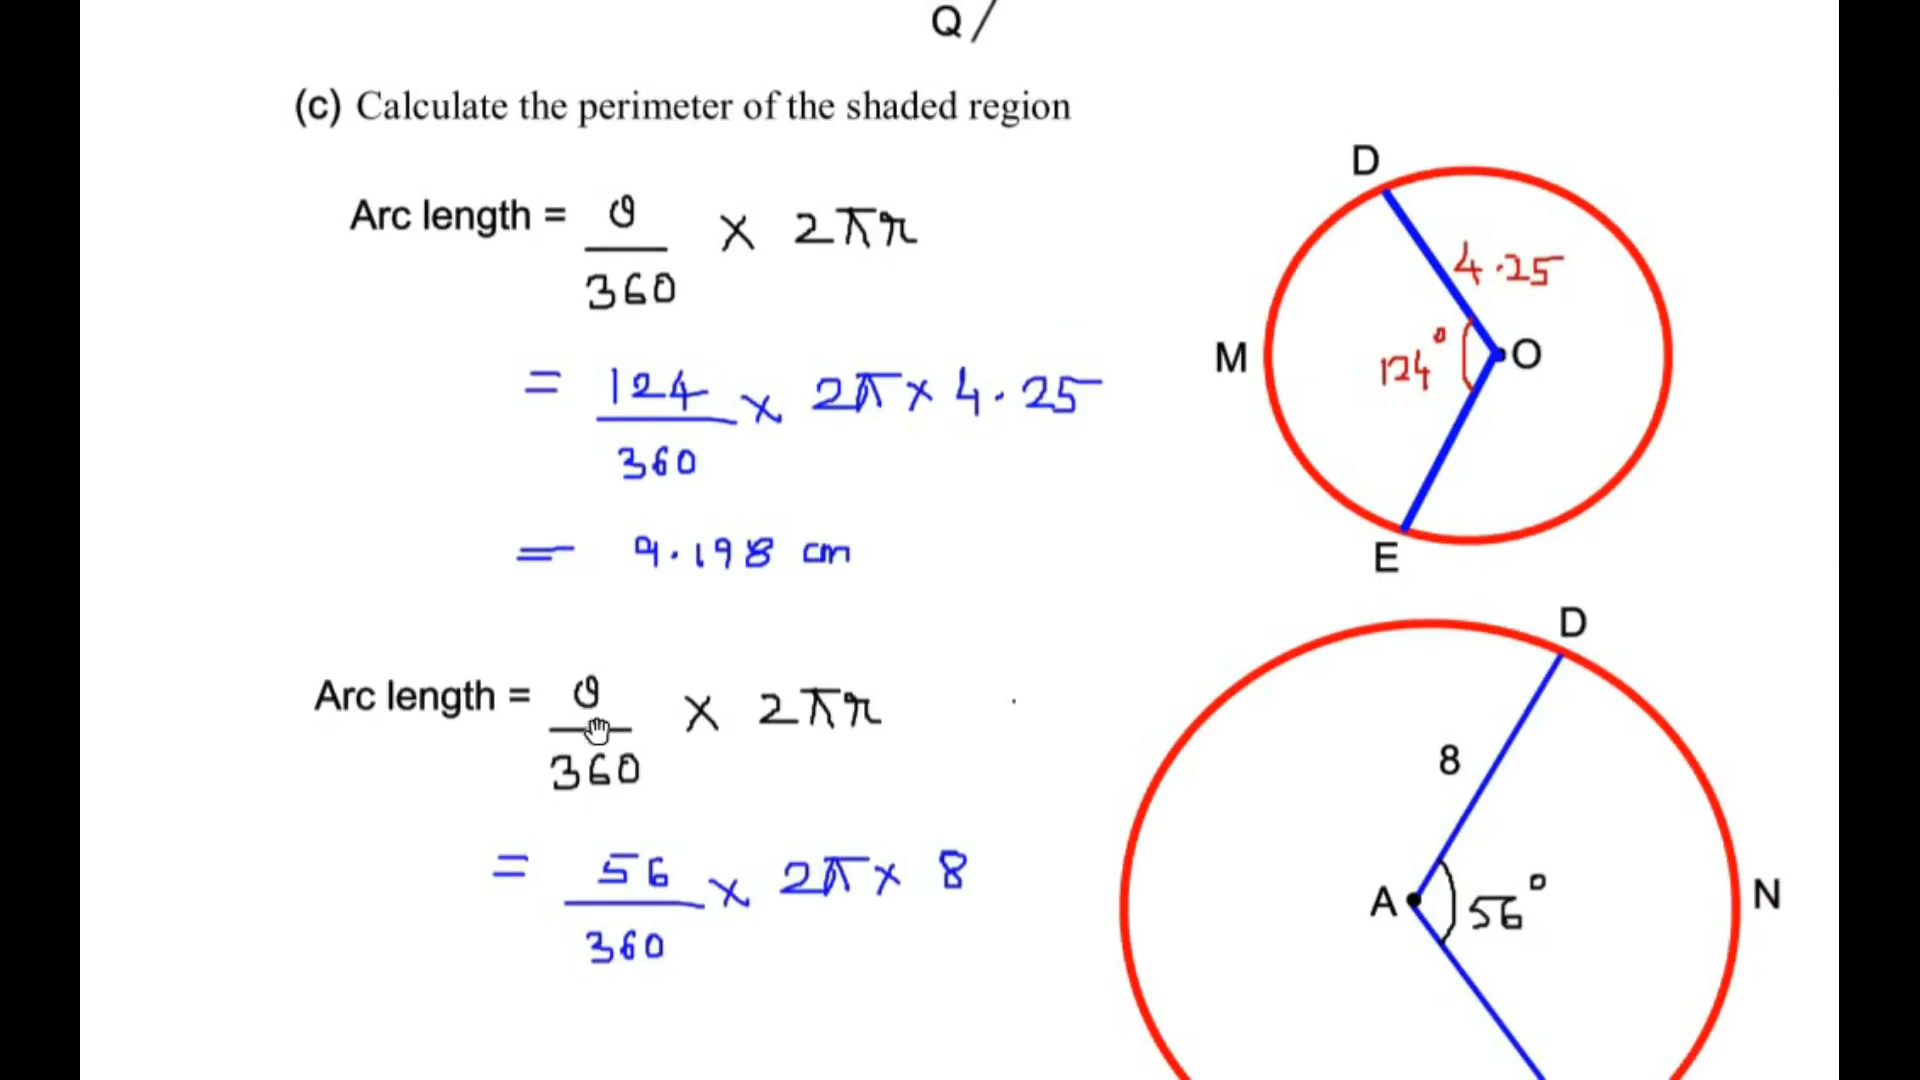 Q /
(c) Calculate the perimeter of the shaded region
Arc length = θ/360 × 2πr
= 124/360 × 2π × 4.25
= 9.198 cm
D
4.25
M
124°
O
E
Arc length = θ/360 × 2πr
= 56/360 × 2π × 8
D
8
A
56°
N